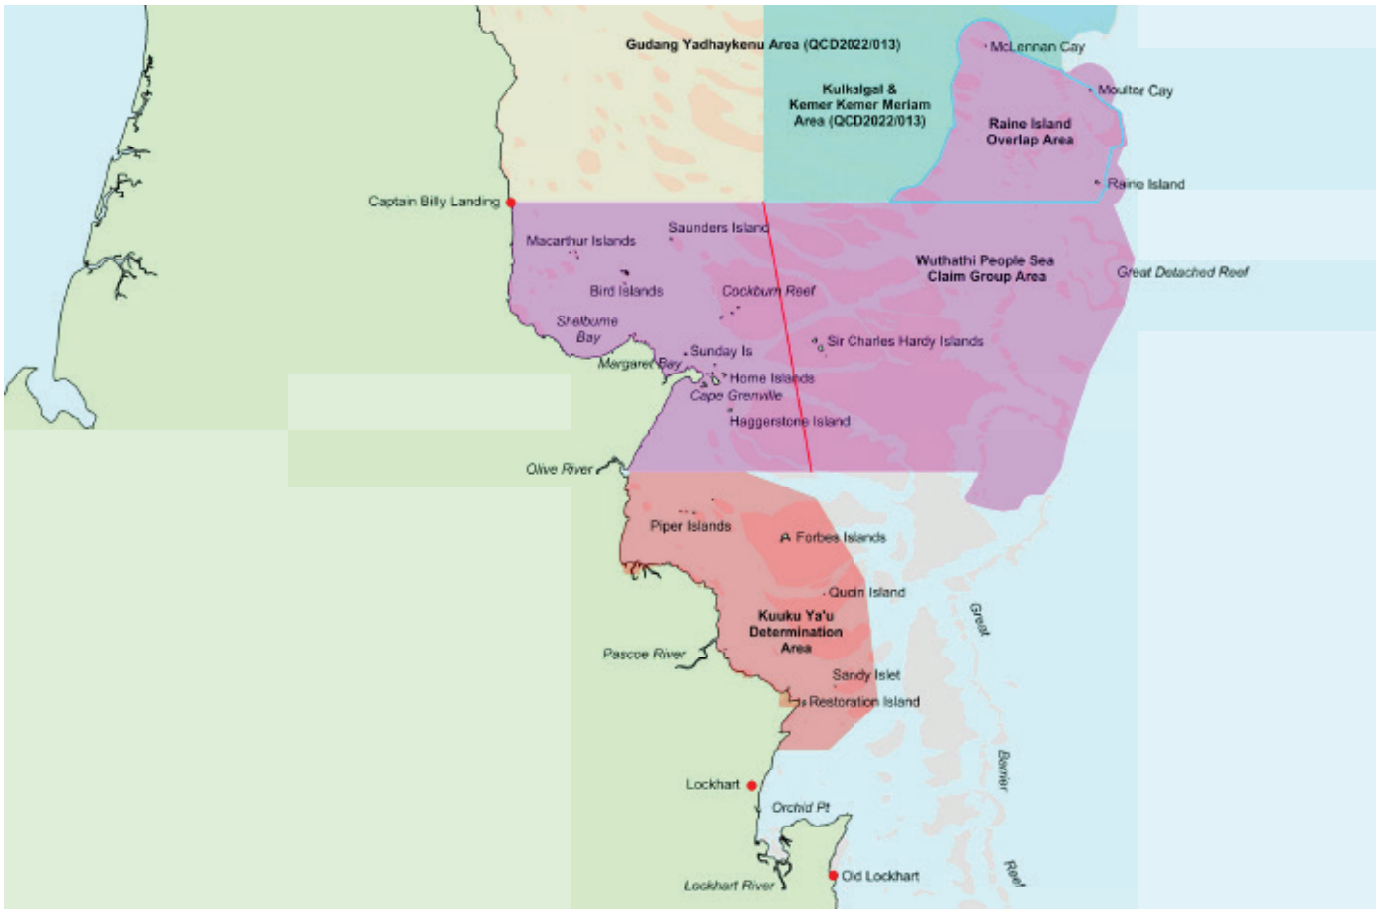 Gudang Yadhaykenu Area (QCD2022/013)
McLennan Cay
Kulkalgal &
Kemer Kemer Meriam
Area (QCD2022/013)
Moulter Cay
Raine Island
Overlap Area
Raine Island
Captain Billy Landing
Saunders Island
Macarthur Islands
Wuthathi People Sea
Claim Group Area
Great Detached Reef
Bird Islands
Cockburn Reef
Shelburne
Bay
Sir Charles Hardy Islands
Sunday Is
Margaret Bay
Home Islands
Cape Grenville
Haggerstone Island
Olive River
Piper Islands
Forbes Islands
Quoin Island
Great
Kuuku Ya'u
Determination
Area
Pascoe River
Sandy Islet
Restoration Island
Barrier
Lockhart
Orchid Pt
Reef
Old Lockhart
Lockhart River